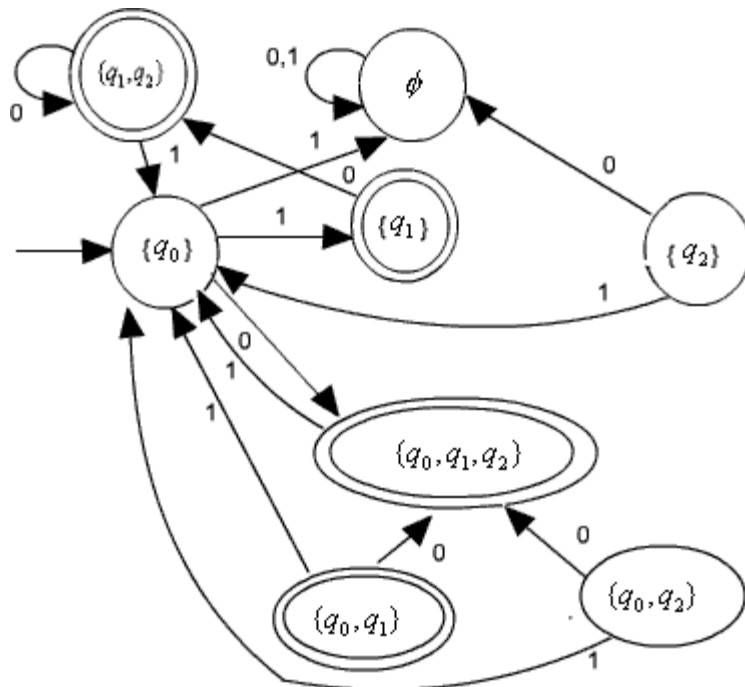 {q₁,q₂)
0,1
ϕ
0
1
1
0
0
{q₀}
1
{q₁}
{q₂}
1
0
1
1
{q₀,q₁,q₂}
0
0
{q₀,q₁}
{q₀,q₂}
1